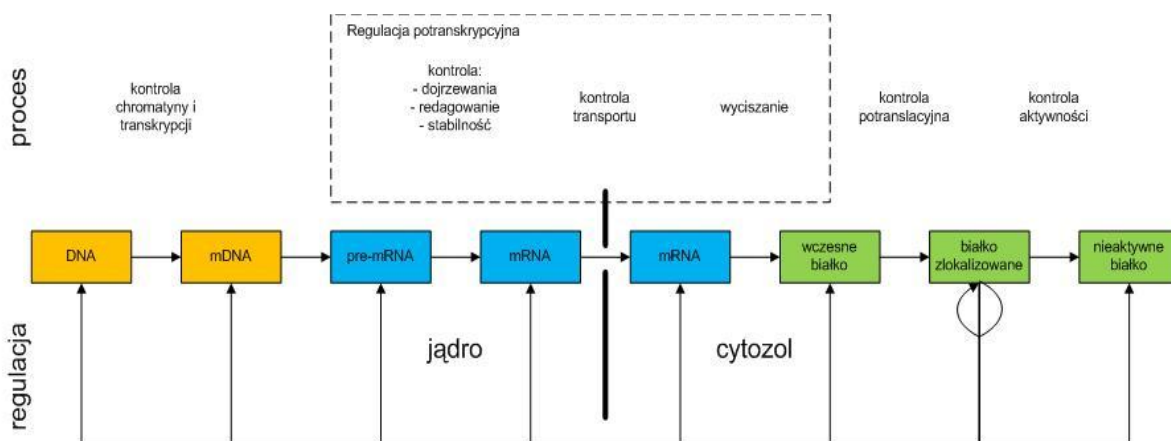 proces
Regulacja potranskrypcyjna
kontrola
chromatyny i
transkrypcji
kontrola:
- dojrzewania
- redagowanie
- stabilność
kontrola
transportu
wyciszanie
kontrola
potranslacyjna
kontrola
aktywności
DNA
mDNA
pre-mRNA
mRNA
mRNA
wczesne
białko
białko
zlokalizowane
nieaktywne
białko
regulacja
jądro
cytozol